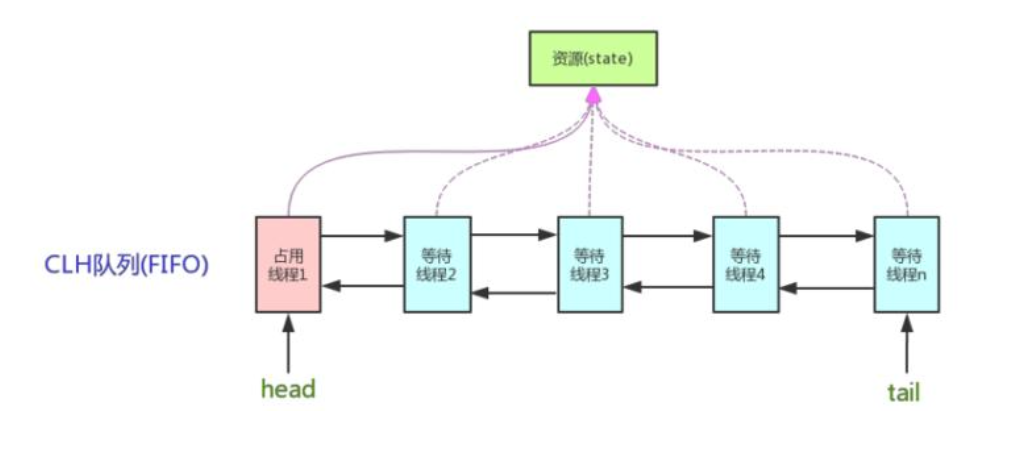 资源(state)
CLH队列(FIFO)
占用
线程1
等待
线程2
等待
线程3
等待
线程4
等待
线程n
head
tail